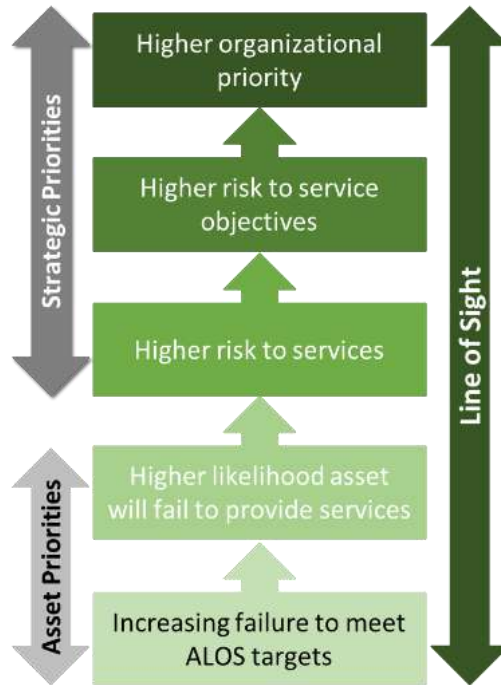 Higher organizational
priority
Higher risk to service
objectives
Higher risk to services
Higher likelihood asset
will fail to provide services
Increasing failure to meet
ALOS targets
Strategic Priorities
Asset Priorities
Line of Sight